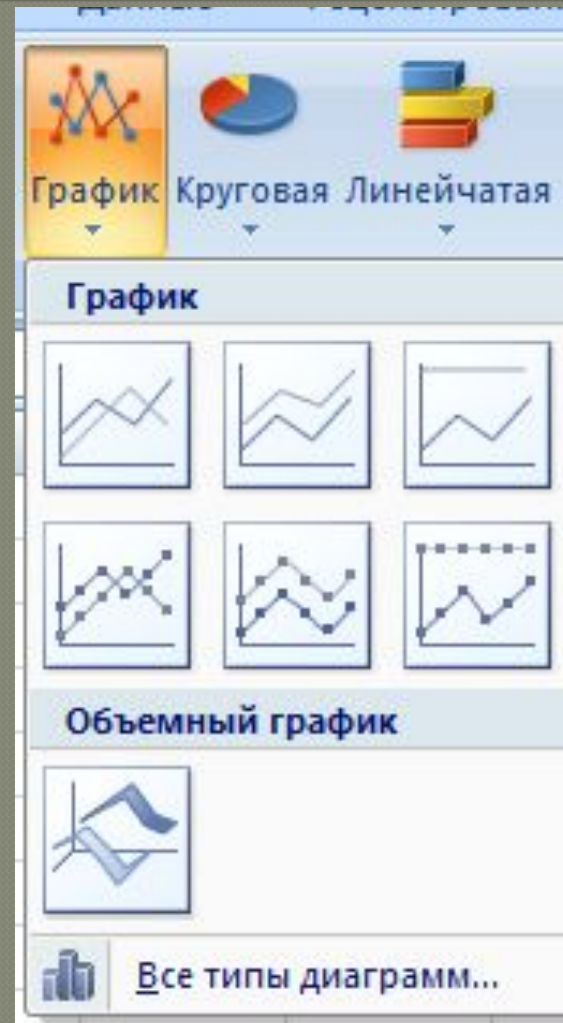 График Круговая Линейчатая
График
Объемный график
Все типы диаграмм...